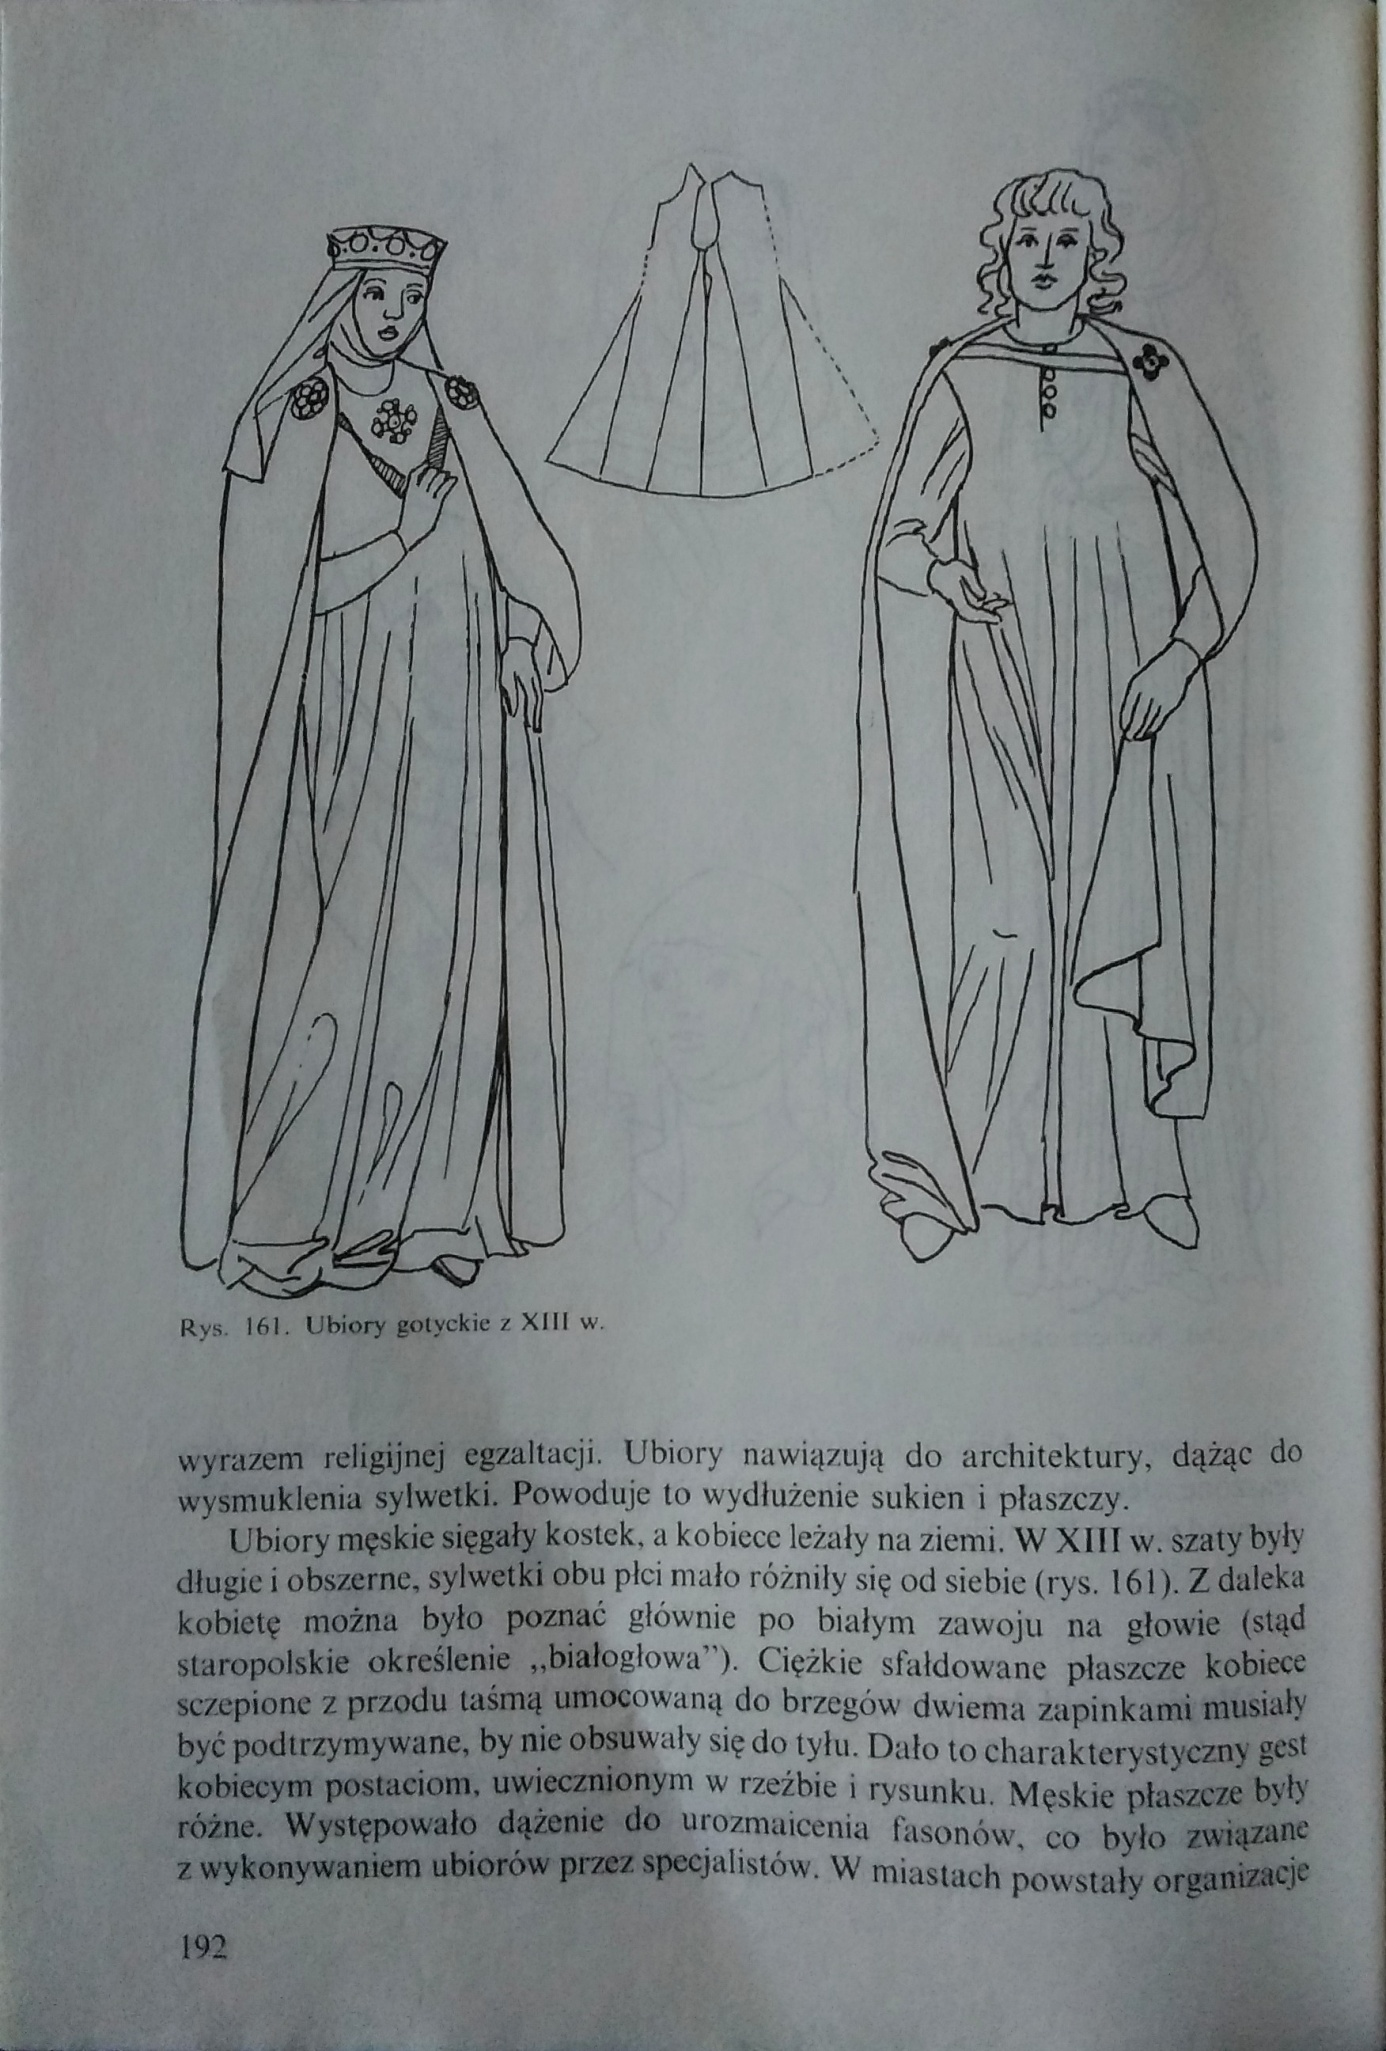 Rys. 161. Ubiory gotyckie z XIII w.
wyrazem religijnej egzaltacji. Ubiory nawiązują do architektury, dążąc do
wysmuklenia sylwetki. Powoduje to wydłużenie sukien i płaszczy.
Ubiory męskie sięgały kostek, a kobiece leżały na ziemi. W XIII w. szaty były
długie i obszerne, sylwetki obu płci mało różniły się od siebie (rys. 161). Z daleka
kobietę można było poznać głównie po białym zawoju na głowie (stąd
staropolskie określenie „białogłowa”). Ciężkie sfałdowane płaszcze kobiece
sczepione z przodu taśmą umocowaną do brzegów dwiema zapinkami musiały
być podtrzymywane, by nie obsuwały się do tyłu. Dało to charakterystyczny gest
kobiecym postaciom, uwiecznionym w rzeźbie i rysunku. Męskie płaszcze były
różne. Występowało dążenie do urozmaicenia fasonów, co było związane
z wykonywaniem ubiorów przez specjalistów. W miastach powstały organizacje
192